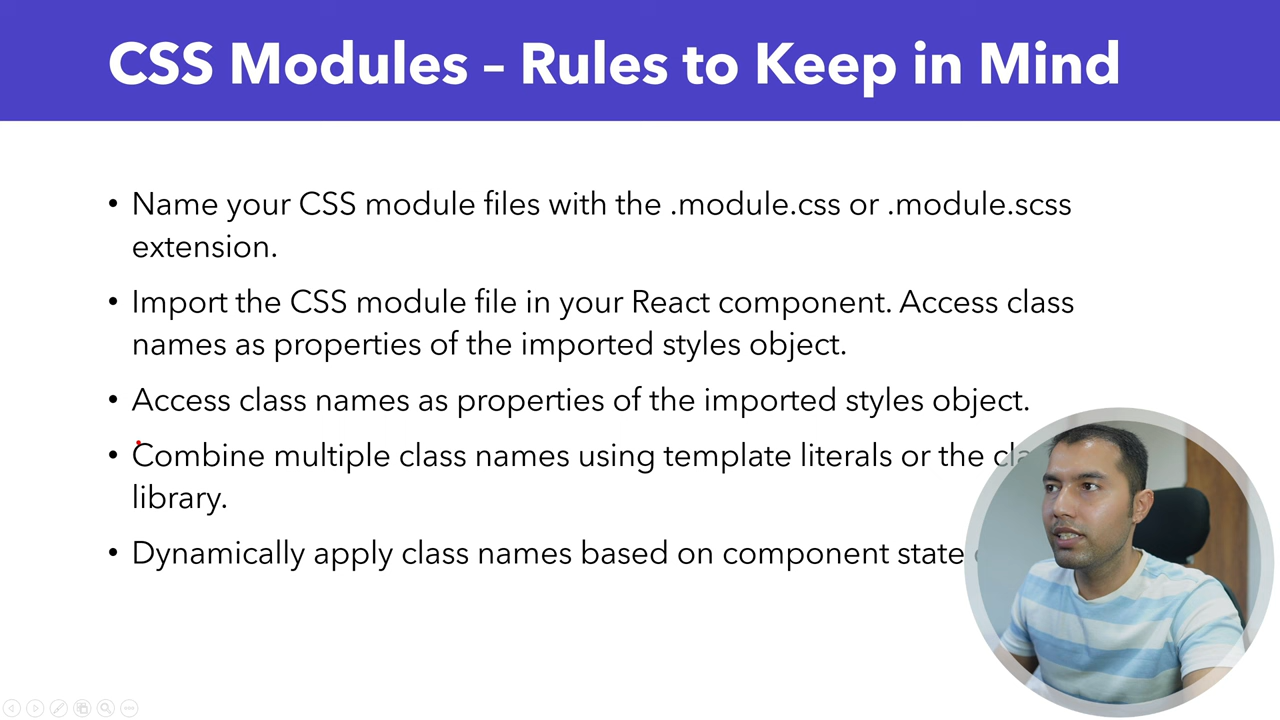 CSS Modules – Rules to Keep in Mind
• Name your CSS module files with the .module.css or .module.scss
extension.
• Import the CSS module file in your React component. Access class
names as properties of the imported styles object.
• Access class names as properties of the imported styles object.
• Combine multiple class names using template literals or the
library.
• Dynamically apply class names based on component state